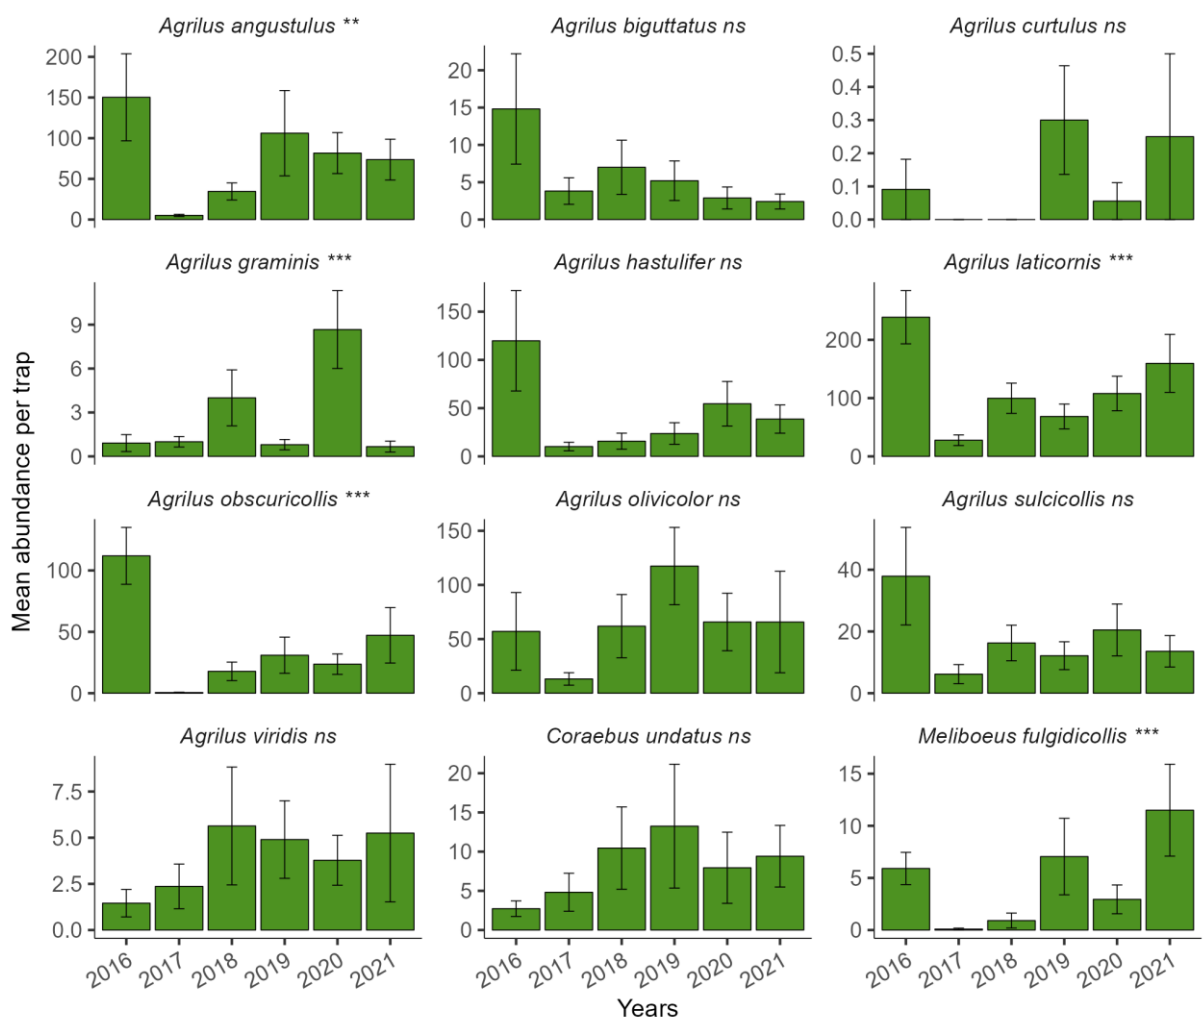 Agrilus angustulus **
Agrilus biguttatus ns
Agrilus curtulus ns
200
150
100
50
0
20
15
10
5
0
0.5
0.4
0.3
0.2
0.1
0.0
Agrilus graminis ***
Agrilus hastulifer ns
Agrilus laticornis ***
9
6
3
0
150
100
50
0
200
100
0
Mean abundance per trap
Agrilus obscuricollis ***
Agrilus olivicolor ns
Agrilus sulcicollis ns
100
50
0
150
100
50
0
40
20
0
Agrilus viridis ns
Coraebus undatus ns
Meliboeus fulgidicollis ***
7.5
5.0
2.5
0.0
20
15
10
5
0
15
10
5
0
2016 2017 2018 2019 2020 2021
2016 2017 2018 2019 2020 2021
2016 2017 2018 2019 2020 2021
Years